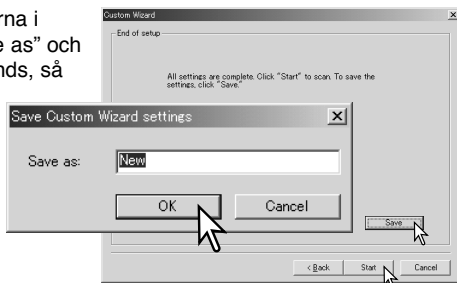 rna i
e as” och
nds, så
Custom Wizard
End of setup
All settings are complete. Click "Start" to scan. To save the
settings, click "Save."
Save Custom Wizard settings
Save as:
New
OK
Cancel
Save
< Back
Start
Cancel